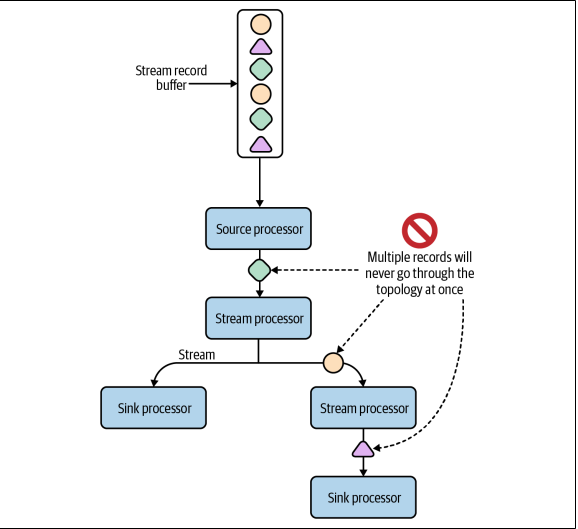 Stream record
buffer
Source processor
Multiple records will
never go through the
topology at once
Stream processor
Stream
Sink processor
Stream processor
Sink processor